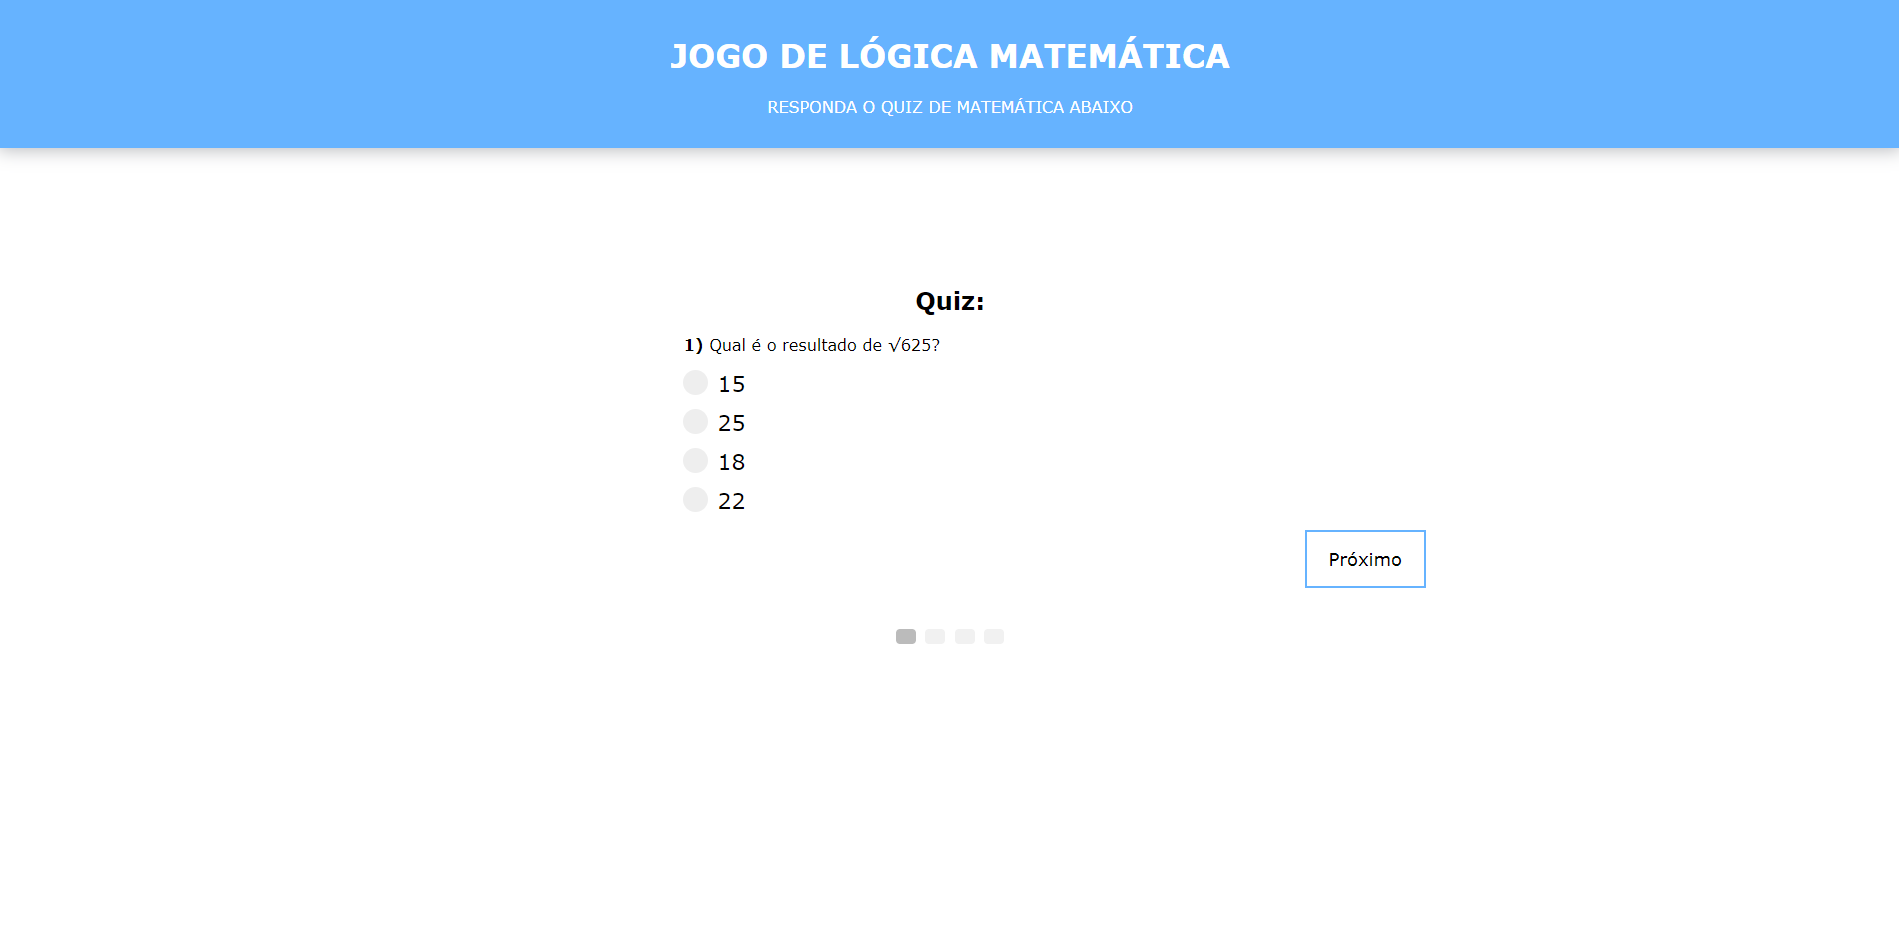 JOGO DE LÓGICA MATEMÁTICA
RESPONDA O QUIZ DE MATEMÁTICA ABAIXO
Quiz:
1) Qual é o resultado de √625?
15
25
18
22
Próximo